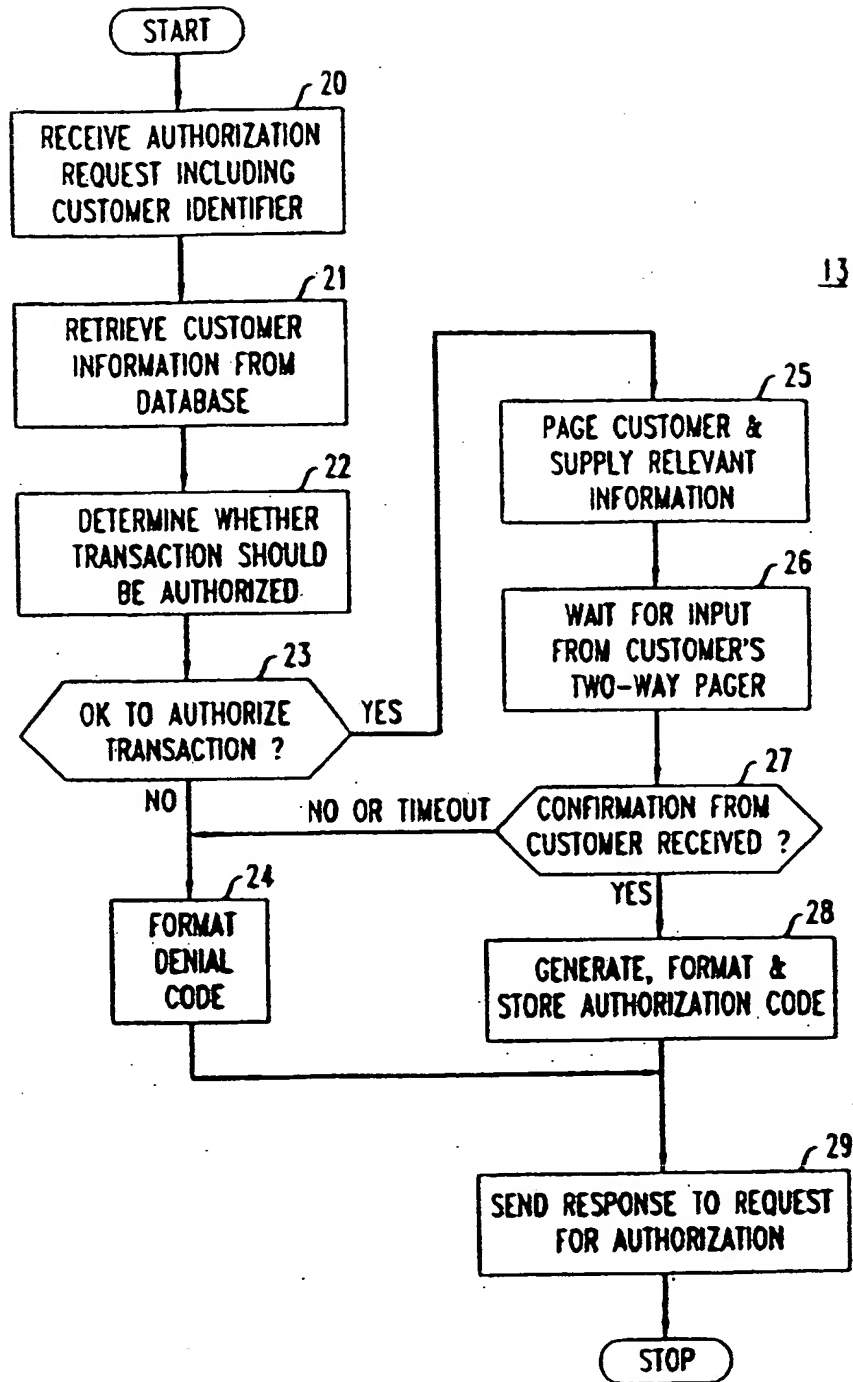 START
20
RECEIVE AUTHORIZATION
REQUEST INCLUDING
CUSTOMER IDENTIFIER
21
RETRIEVE CUSTOMER
INFORMATION FROM
DATABASE
22
DETERMINE WHETHER
TRANSACTION SHOULD
BE AUTHORIZED
23
OK TO AUTHORIZE
TRANSACTION ?
YES
NO
24
FORMAT
DENIAL
CODE
13
25
PAGE CUSTOMER &
SUPPLY RELEVANT
INFORMATION
26
WAIT FOR INPUT
FROM CUSTOMER'S
TWO-WAY PAGER
27
CONFIRMATION FROM
CUSTOMER RECEIVED ?
NO OR TIMEOUT
YES
28
GENERATE, FORMAT &
STORE AUTHORIZATION CODE
29
SEND RESPONSE TO REQUEST
FOR AUTHORIZATION
STOP